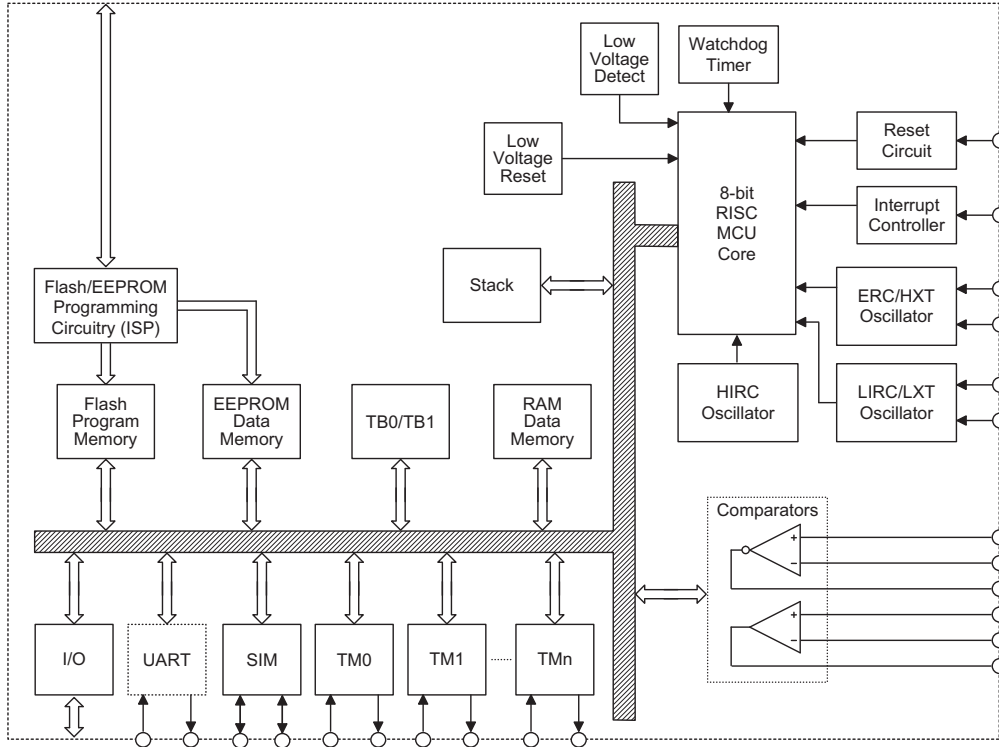 Low
Voltage
Detect
Watchdog
Timer
Low
Voltage
Reset
8-bit
RISC
MCU
Core
Reset
Circuit
Interrupt
Controller
Stack
Flash/EEPROM
Programming
Circuitry (ISP)
ERC/HXT
Oscillator
HIRC
Oscillator
LIRC/LXT
Oscillator
Flash
Program
Memory
EEPROM
Data
Memory
TB0/TB1
RAM
Data
Memory
Comparators
+
−
+
−
I/O
UART
SIM
TM0
TM1
TMn